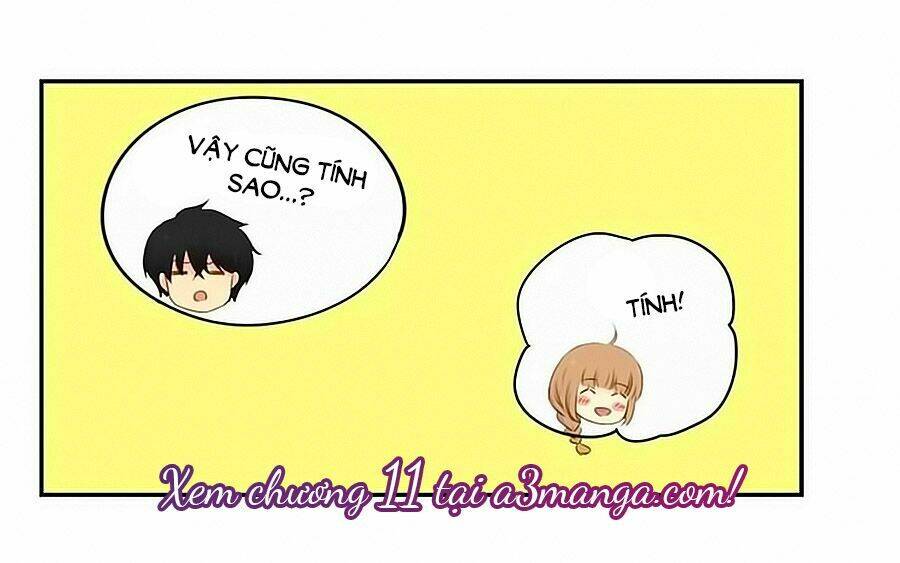 VẬY CŨNG TÍNH
SAO...?
TÍNH!
Xem chương 11 tại a3manga.com!